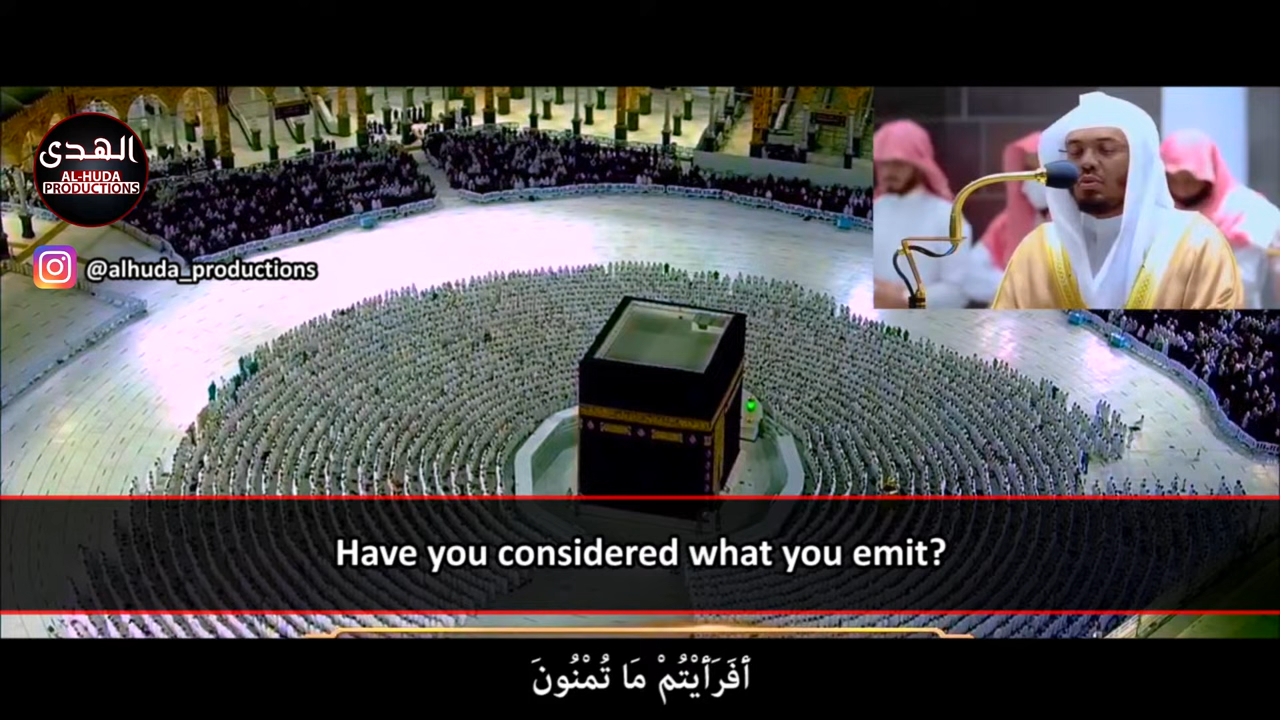 الهدى
AL-HUDA
PRODUCTIONS
@alhuda_productions
Have you considered what you emit?
أَفَرَأَيْتُمْ مَا تُمْنُونَ